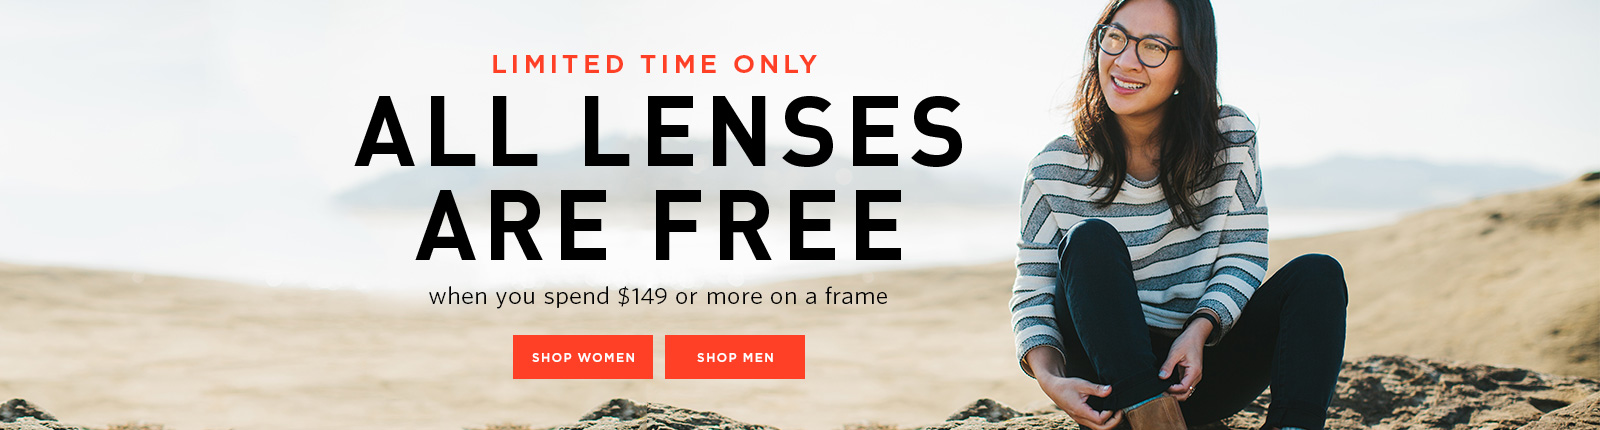 LIMITED TIME ONLY
ALL LENSES
ARE FREE
when you spend $149 or more on a frame
SHOP WOMEN
SHOP MEN